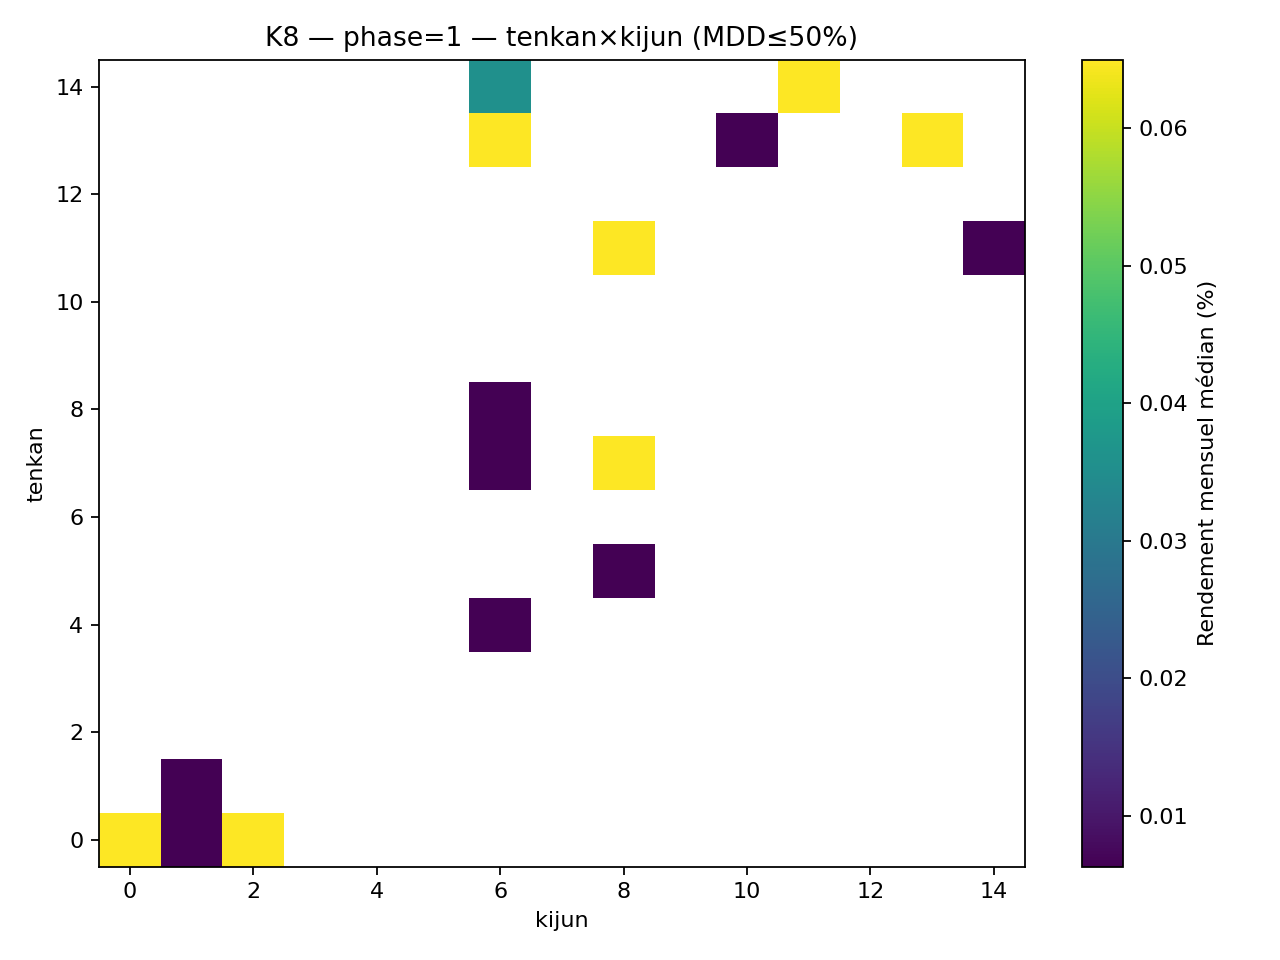 K8 — phase=1 — tenkan×kijun (MDD≤50%)
14
12
10
8
6
4
2
0
tenkan
0 2 4 6 8 10 12 14
kijun
0.06
0.05
0.04
0.03
0.02
0.01
Rendement mensuel médian (%)